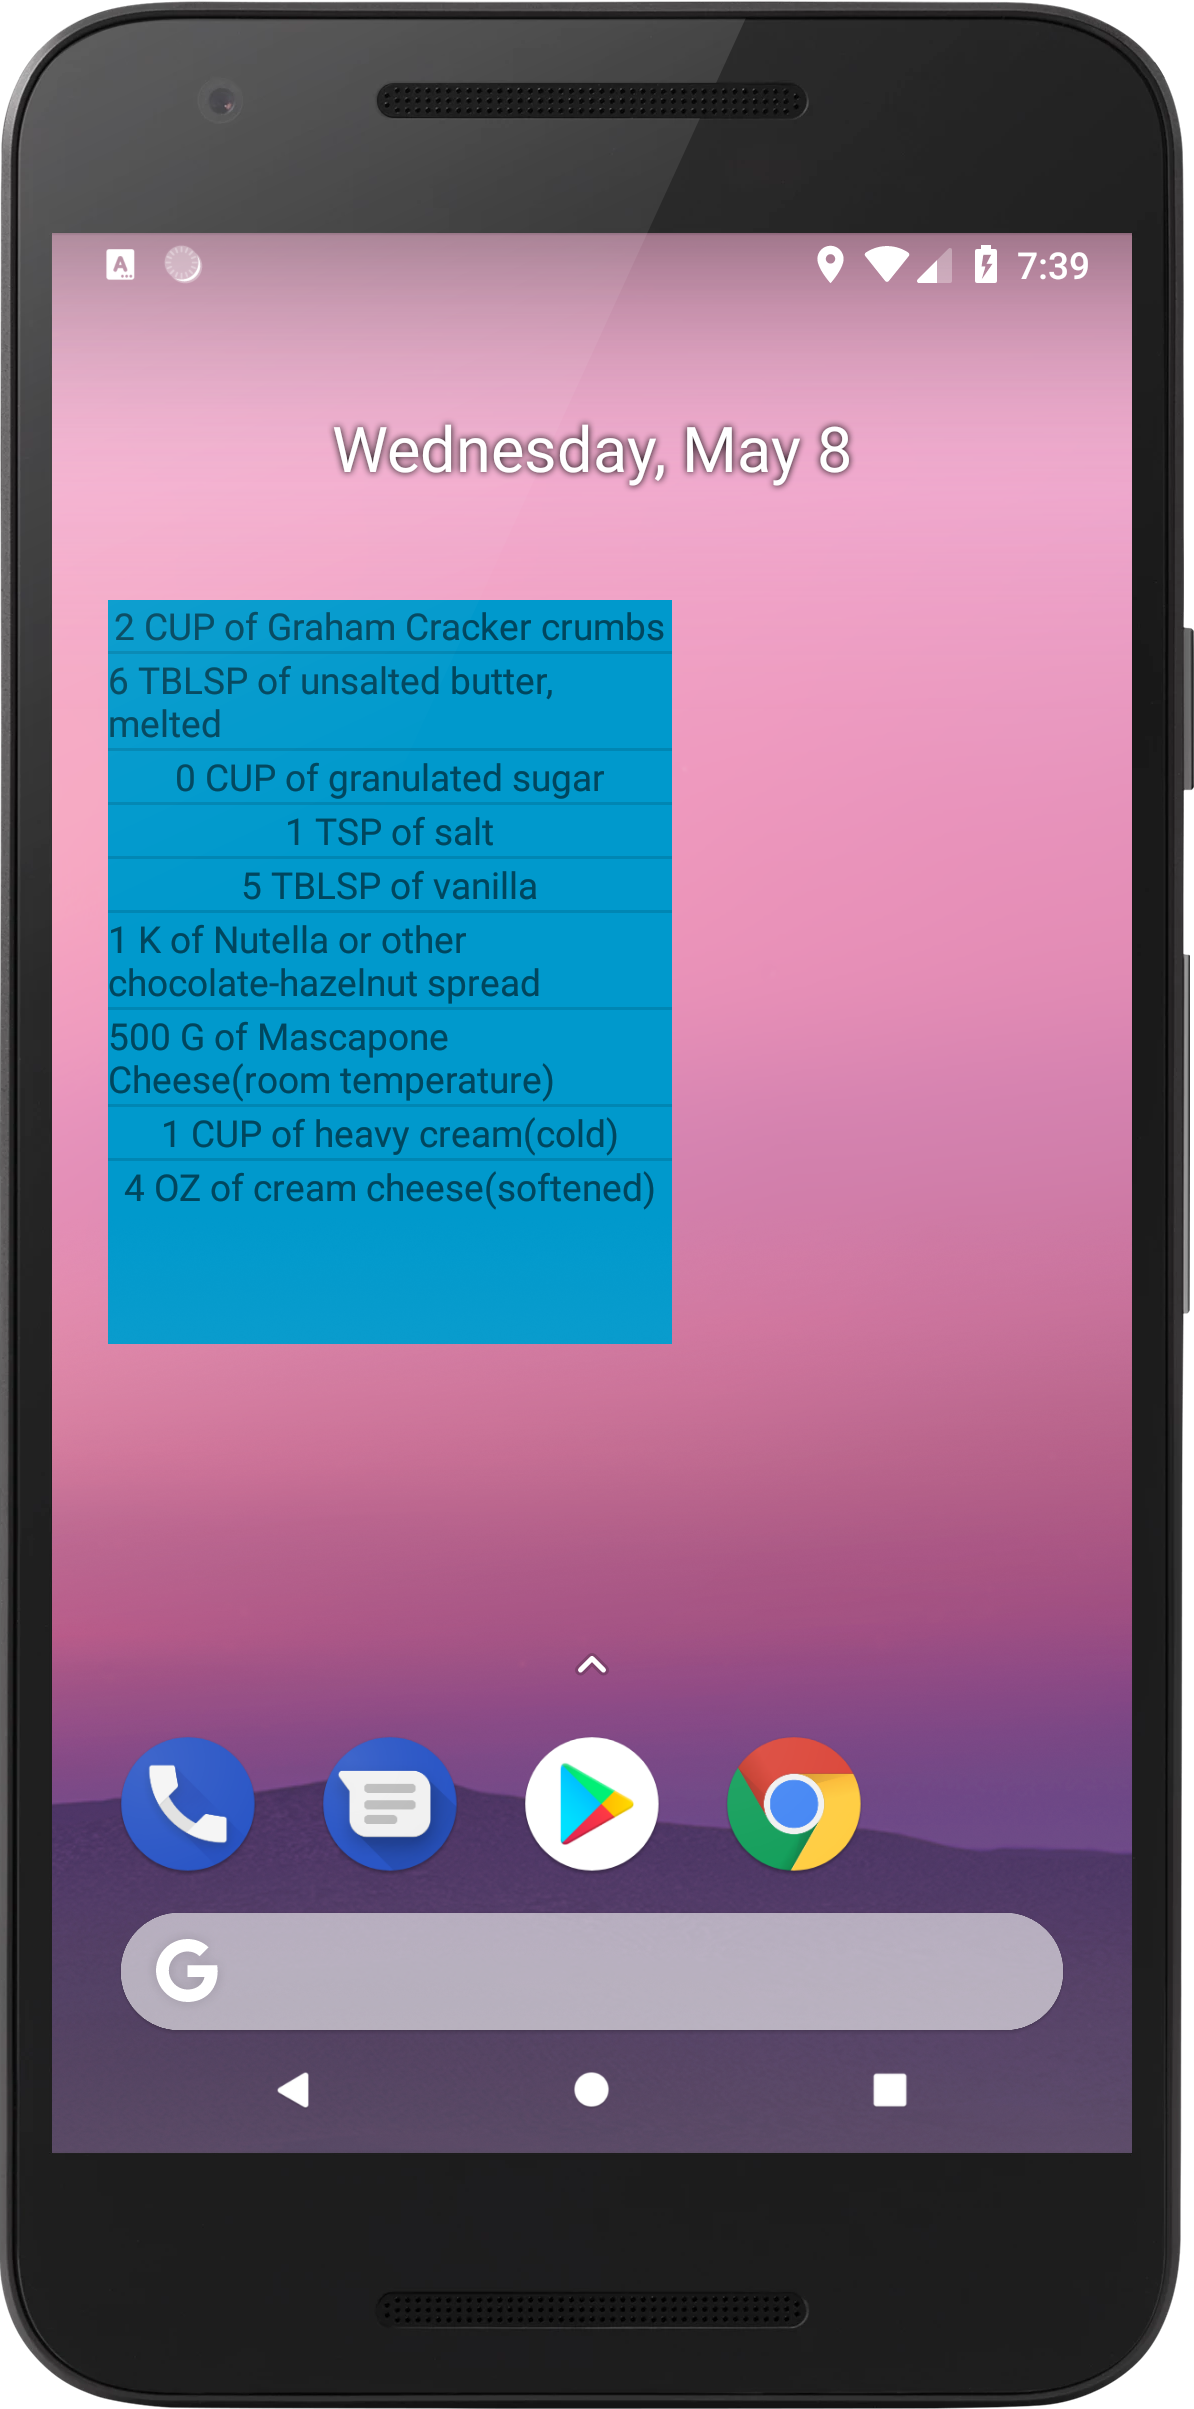 7:39
Wednesday, May 8
2 CUP of Graham Cracker crumbs
6 TBLSP of unsalted butter,
melted
0 CUP of granulated sugar
1 TSP of salt
5 TBLSP of vanilla
1 K of Nutella or other
chocolate-hazelnut spread
500 G of Mascapone
Cheese(room temperature)
1 CUP of heavy cream(cold)
4 OZ of cream cheese(softened)